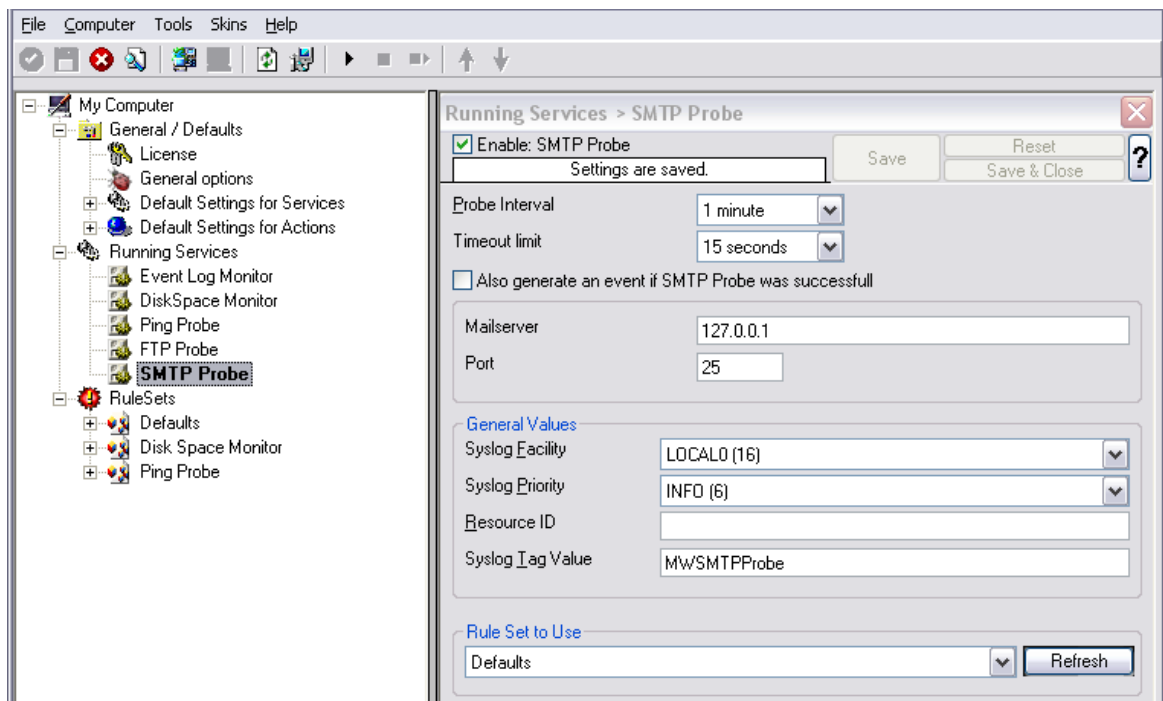 File Computer Tools Skins Help
My Computer
General / Defaults
License
General options
Default Settings for Services
Default Settings for Actions
Running Services
Event Log Monitor
DiskSpace Monitor
Ping Probe
FTP Probe
SMTP Probe
RuleSets
Defaults
Disk Space Monitor
Ping Probe
Running Services > SMTP Probe
Enable: SMTP Probe
Settings are saved.
Save
Reset
Save & Close
?
Probe Interval
1 minute
Timeout limit
15 seconds
Also generate an event if SMTP Probe was successfull
Mailserver
127.0.0.1
Port
25
General Values
Syslog Facility
LOCAL0 (16)
Syslog Priority
INFO (6)
Resource ID
Syslog Tag Value
MWSMTPProbe
Rule Set to Use
Defaults
Refresh